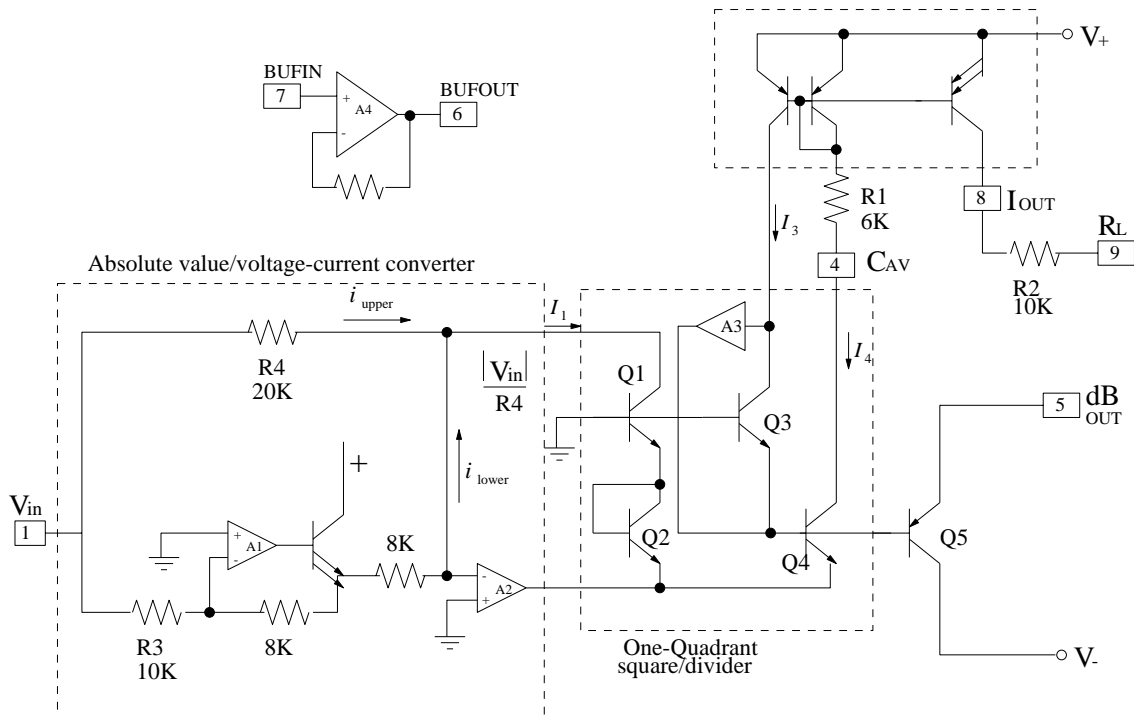 V+
BUFIN
7
+
A4
-
BUFOUT
6
R1
6K
8
IOUT
I3
4
CAV
RL
9
R2
10K
Absolute value/voltage-current converter
i upper
I1
A3
I4
R4
20K
|Vin|
R4
Q1
Q3
5
dB
OUT
+
i lower
Vin
1
+
A1
-
8K
Q2
Q4
Q5
-
A2
+
R3
10K
8K
One-Quadrant
square/divider
V-